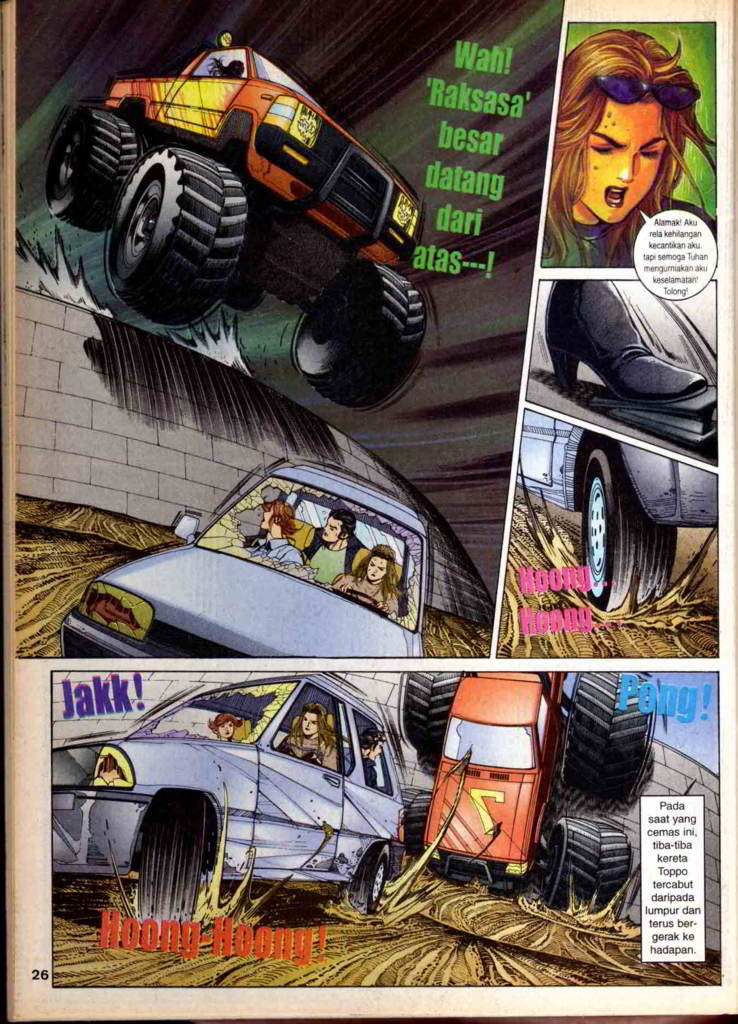 Wah!
'Raksasa'
besar
datang
dari
atas---!
Alamak! Aku
rela kehilangan
kecantikan aku.
tapi semoga Tuhan
mengurniakan aku
keselamatan!
Tolong!
Hoong...
Hoong...
Jakk!
Pong!
7
Hoong-Hoong!
Pada
saat yang
cemas ini,
tiba-tiba
kereta
Toppo
tercabut
daripada
lumpur dan
terus ber-
gerak ke
hadapan.
26